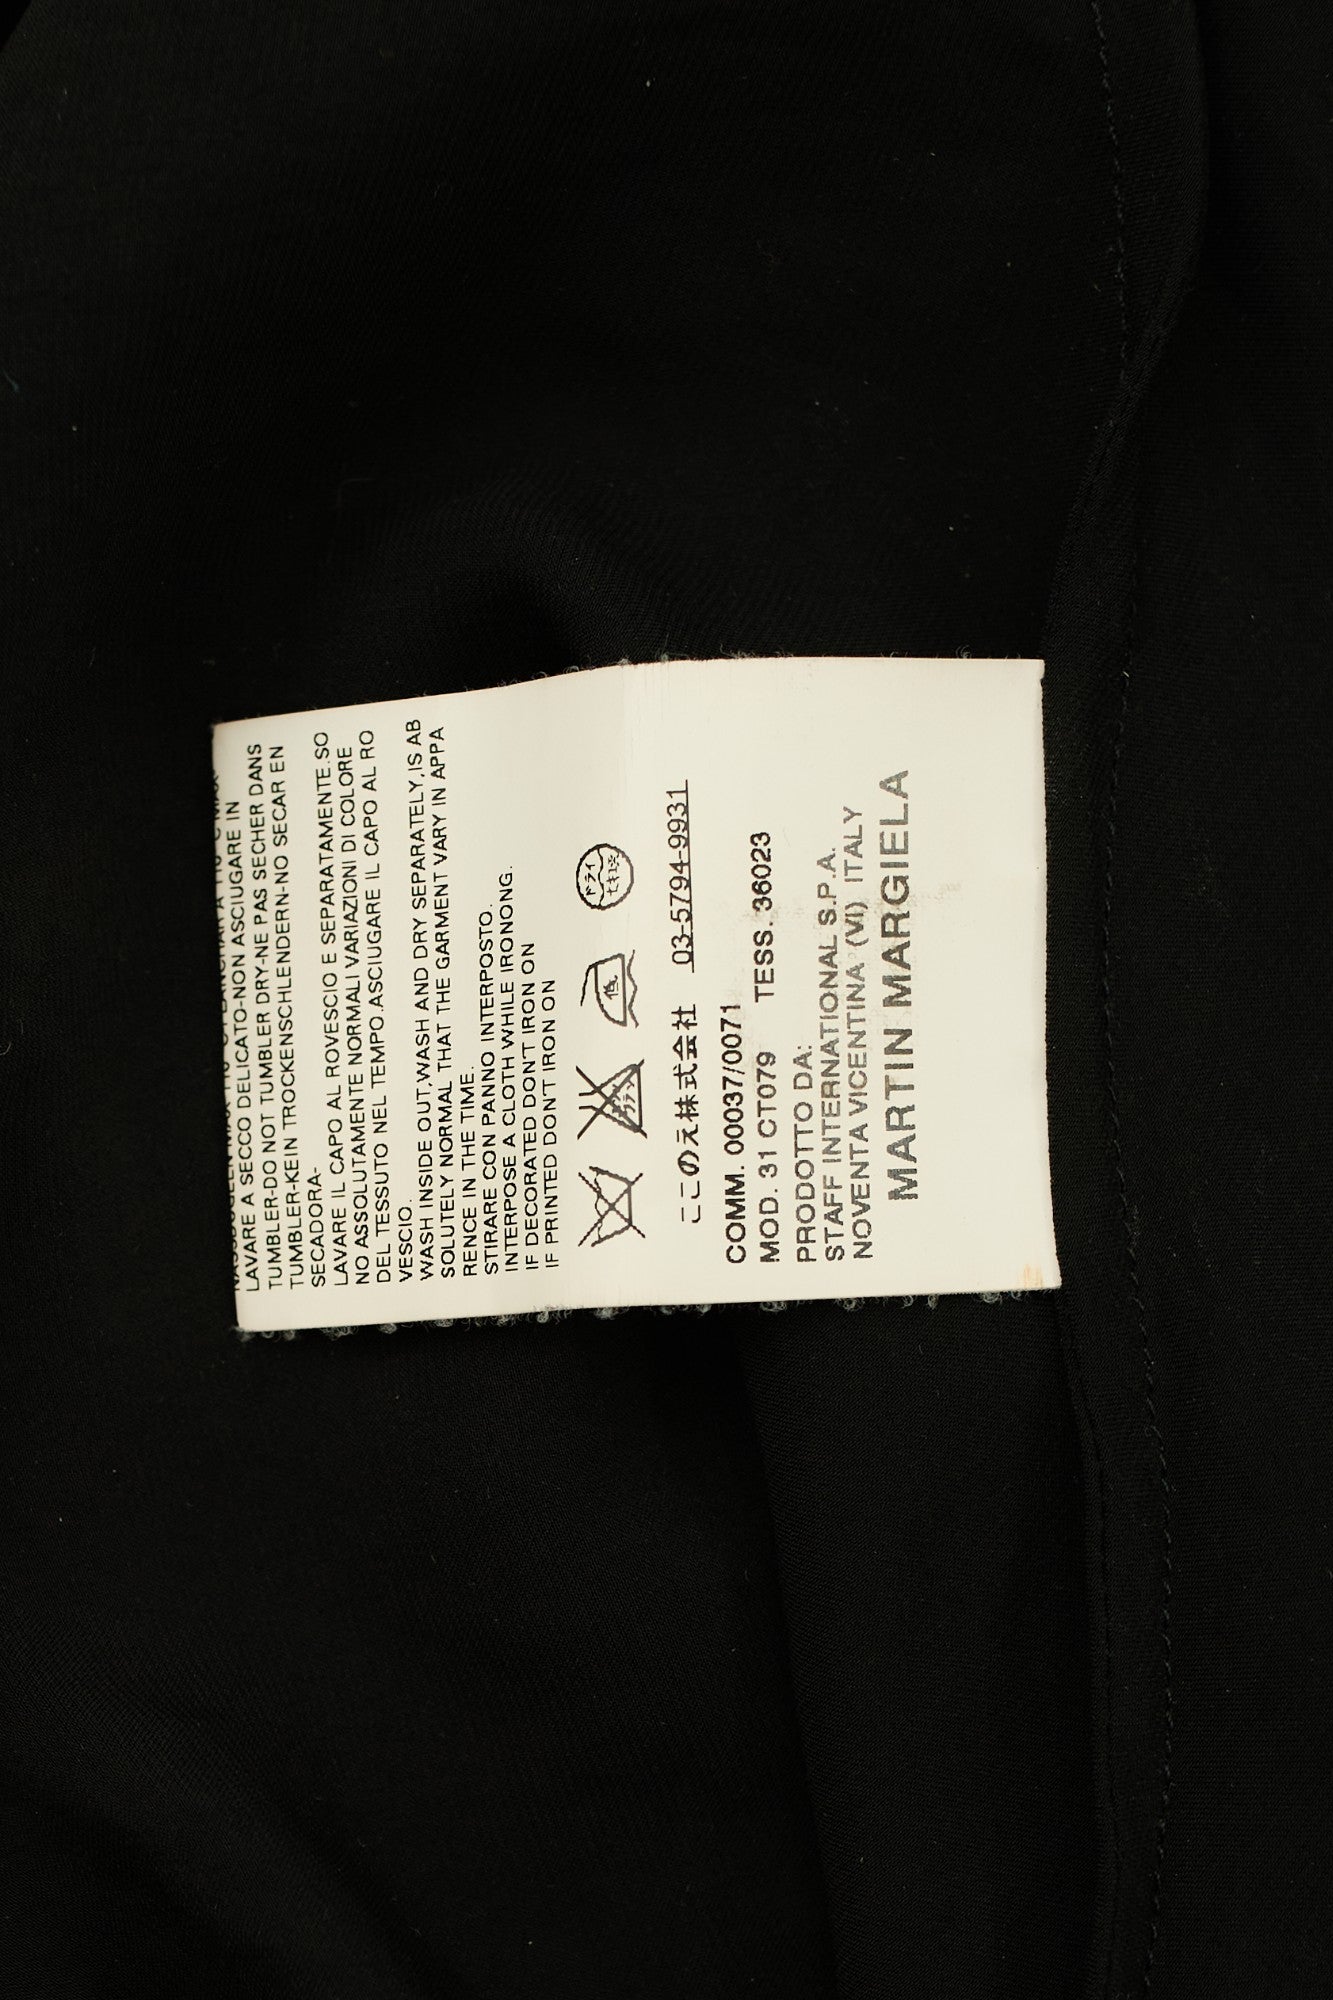 LAVARE A SECCO DELICATO-NON ASCIUGARE IN
TUMBLER-DO NOT TUMBLER DRY-NE PAS SECHER DANS
TUMBLER-KEIN TROCKENSCHLENDERN-NO SECAR EN
SECADORA-
LAVARE IL CAPO AL ROVESCIO E SEPARATAMENTE.SO
NO ASSOLUTAMENTE NORMALI VARIAZIONI DI COLORE
DEL TESSUTO NEL TEMPO.ASCIUGARE IL CAPO AL RO
VESCIO.
WASH INSIDE OUT,WASH AND DRY SEPARATELY,IS AB
SOLUTELY NORMAL THAT THE GARMENT VARY IN APPA
RENCE IN THE TIME.
STIRARE CON PANNO INTERPOSTO.
INTERPOSE A CLOTH WHILE IRONONG.
IF DECORATED DON'T IRON ON
IF PRINTED DON'T IRON ON
低 ドライ
ここのえ株式会社 03-5794-9931
COMM. 00037/0071
MOD. 31 CT079 TESS. 36023
PRODOTTO DA:
STAFF INTERNATIONAL S.P.A.
NOVENTA VICENTINA (VI) ITALY
MARTIN MARGIELA